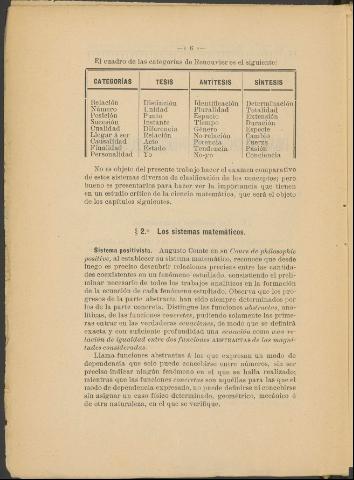 — 6 —
El cuadro de las categorías de Renouvier es el siguiente:
CATEGORÍAS TESIS ANTÍTESIS SÍNTESIS
Relación Distinción Identificación Determinación
Número Unidad Pluralidad Totalidad
Posición Punto Espacio Extensión
Sucesión Instante Tiempo Duración
Cualidad Diferencia Género Especie
Llegar á ser Relación No-relación Cambio
Causalidad Acto Potencia Fuerza
Finalidad Estado Tendencia Pasión
Personalidad Yo No-yo Conciencia
No es objeto del presente trabajo hacer el examen comparativo
de estos sistemas diversos de clasificación de los conceptos; pero
bueno es presentarlos para hacer ver la importancia que tienen
en un estudio crítico de la ciencia matemática, que será el objeto
de los capítulos siguientes.
§ 2.º Los sistemas matemáticos.
Sistema positivista. Augusto Comte en su Cours de philosophie
positive, al establecer su sistema matemático, reconoce que desde
luego es preciso descubrir relaciones precisas entre las cantida-
des coexistentes en un fenómeno estudiado, consistiendo el preli-
minar necesario de todos los trabajos analíticos en la formación
de la ecuación de cada fenómeno estudiado. Observa que los pro-
gresos de la parte abstracta han sido siempre determinados por
los de la parte concreta. Distingue las funciones abstractas, ana-
líticas, de las funciones concretas, pudiendo solamente las prime-
ras entrar en las verdaderas ecuaciones, de modo que se definirá
exacta y con suficiente profundidad una ecuación como una re-
lación de igualdad entre dos funciones ABSTRACTAS de las magni-
tudes consideradas.
Llama funciones abstractas á las que expresan un modo de
dependencia que sólo puede concebirse entre números, sin ser
preciso indicar ningún fenómeno en el que se halla realizado;
mientras que las funciones concretas son aquéllas para las que el
modo de dependencia expresado, no puede definirse ni concebirse
sin asignar un caso físico determinado, geométrico, mecánico ó
de otra naturaleza, en el que se verifique.